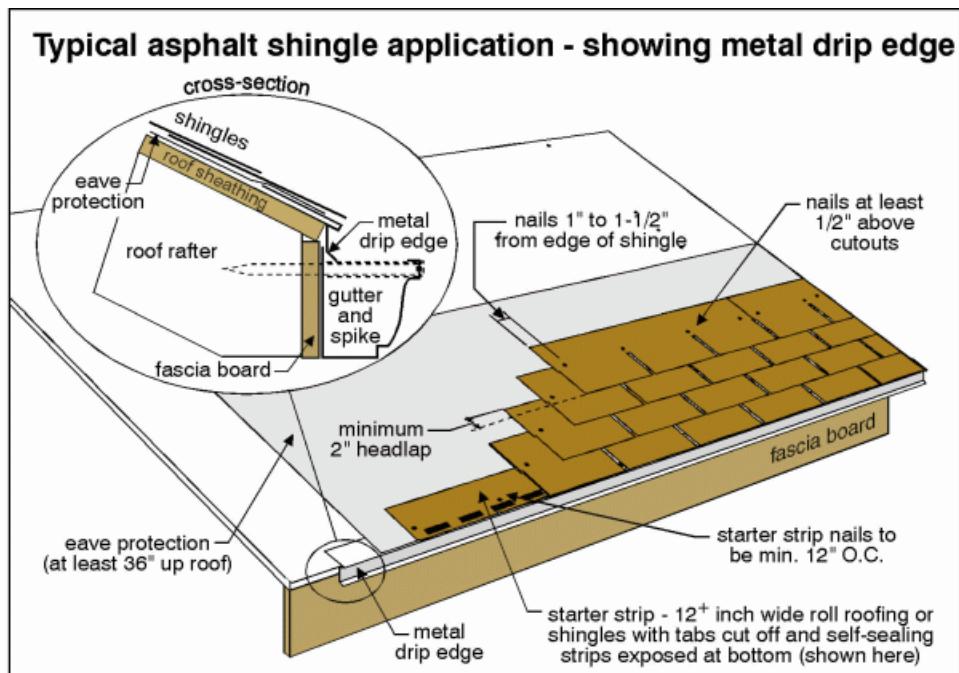 Typical asphalt shingle application - showing metal drip edge
cross-section
shingles
roof sheathing
eave
protection
roof rafter
metal
drip edge
gutter
and
spike
fascia board
nails 1" to 1-1/2"
from edge of shingle
nails at least
1/2" above
cutouts
minimum
2" headlap
fascia board
eave protection
(at least 36" up roof)
starter strip nails to
be min. 12" O.C.
metal
drip edge
starter strip - 12+ inch wide roll roofing or
shingles with tabs cut off and self-sealing
strips exposed at bottom (shown here)